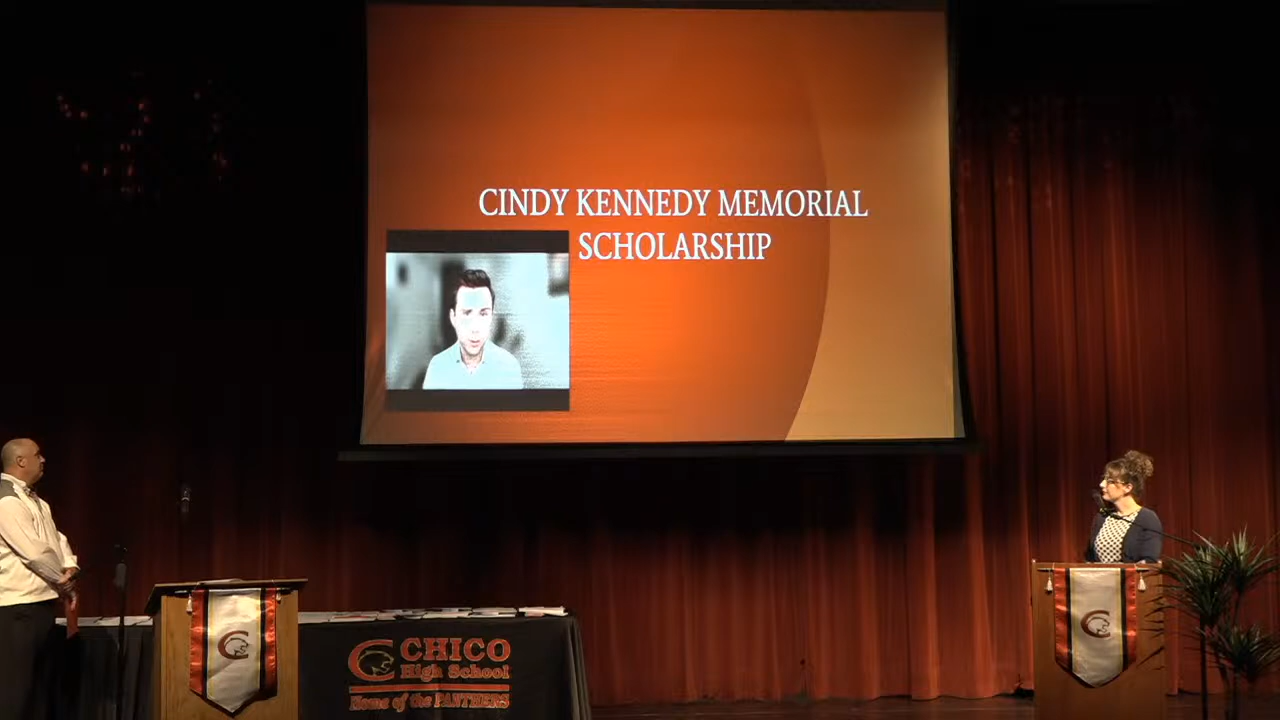 CINDY KENNEDY MEMORIAL
SCHOLARSHIP
CHICO
High School
Home of the PANTHERS